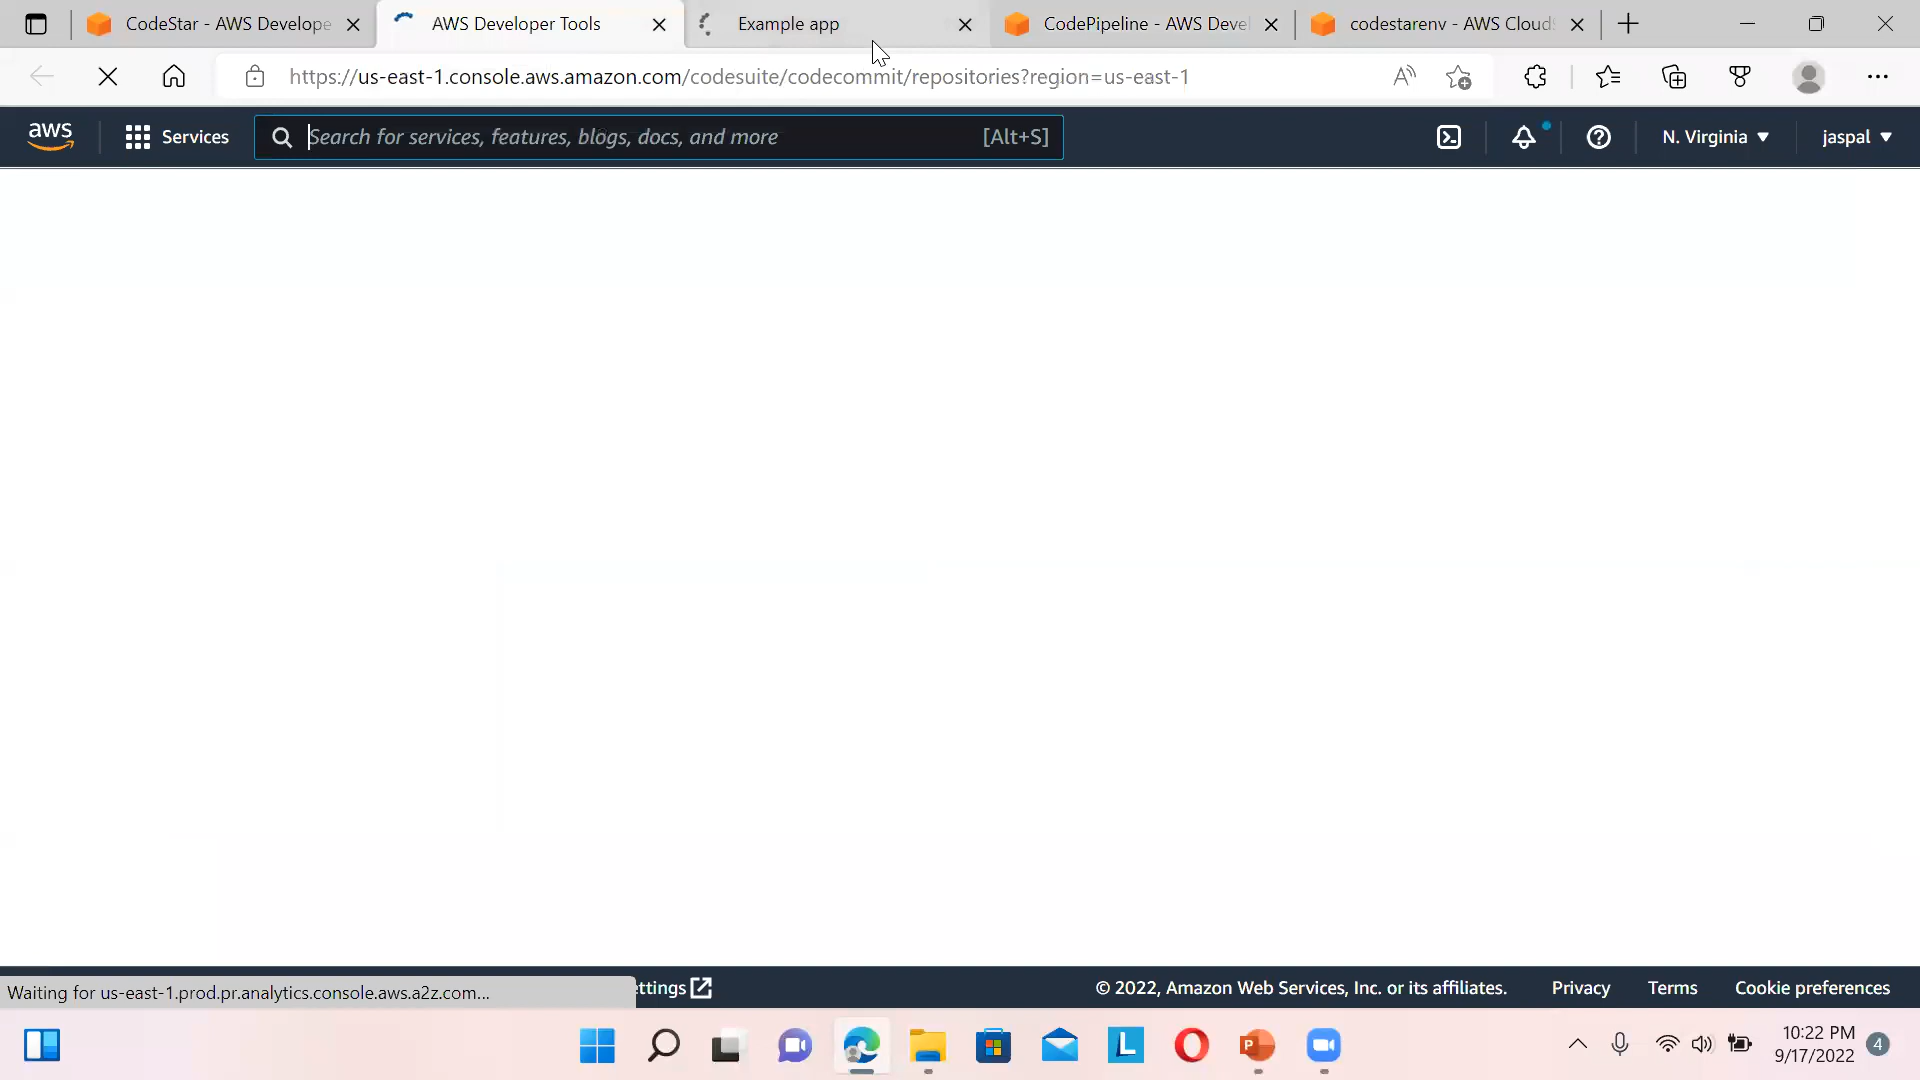 CodeStar - AWS Develope
AWS Developer Tools
Example app
CodePipeline - AWS Deve
codestarenv - AWS Cloud
https://us-east-1.console.aws.amazon.com/codesuite/codecommit/repositories?region=us-east-1
aws
Services
Search for services, features, blogs, docs, and more
[Alt+S]
N. Virginia
jaspal
Waiting for us-east-1.prod.pr.analytics.console.aws.a2z.com...
ettings
© 2022, Amazon Web Services, Inc. or its affiliates.
Privacy
Terms
Cookie preferences
10:22 PM
9/17/2022
4